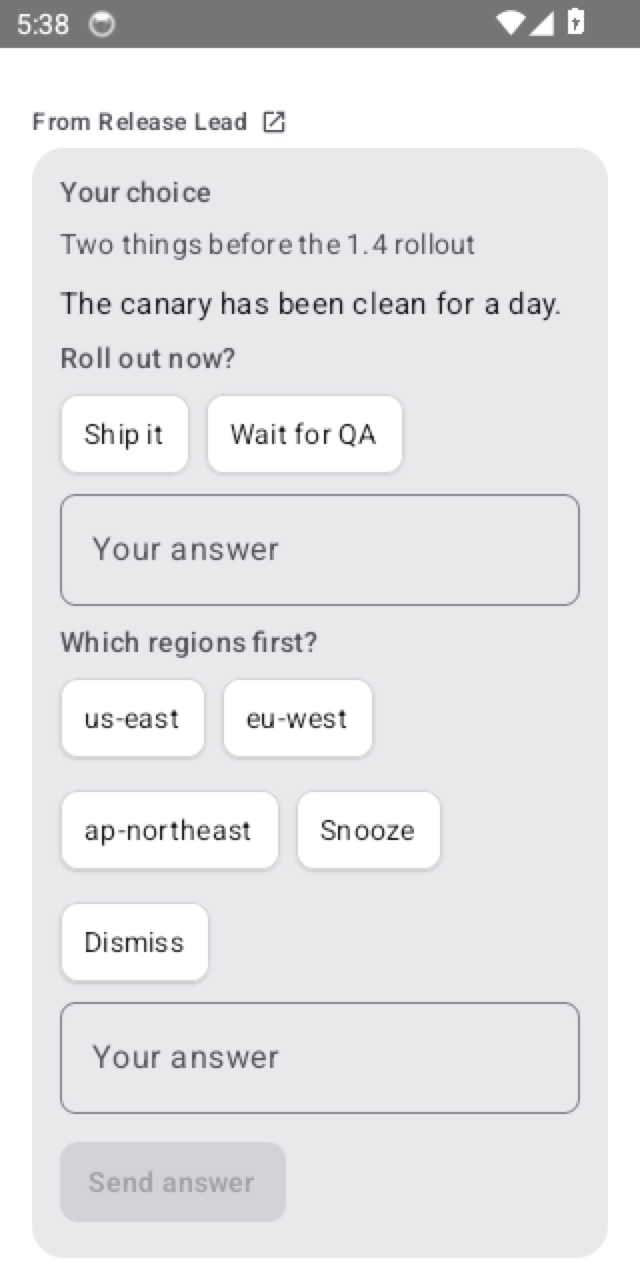 5:38
From Release Lead
Your choice
Two things before the 1.4 rollout
The canary has been clean for a day.
Roll out now?
Ship it Wait for QA
Your answer
Which regions first?
us-east eu-west
ap-northeast Snooze
Dismiss
Your answer
Send answer